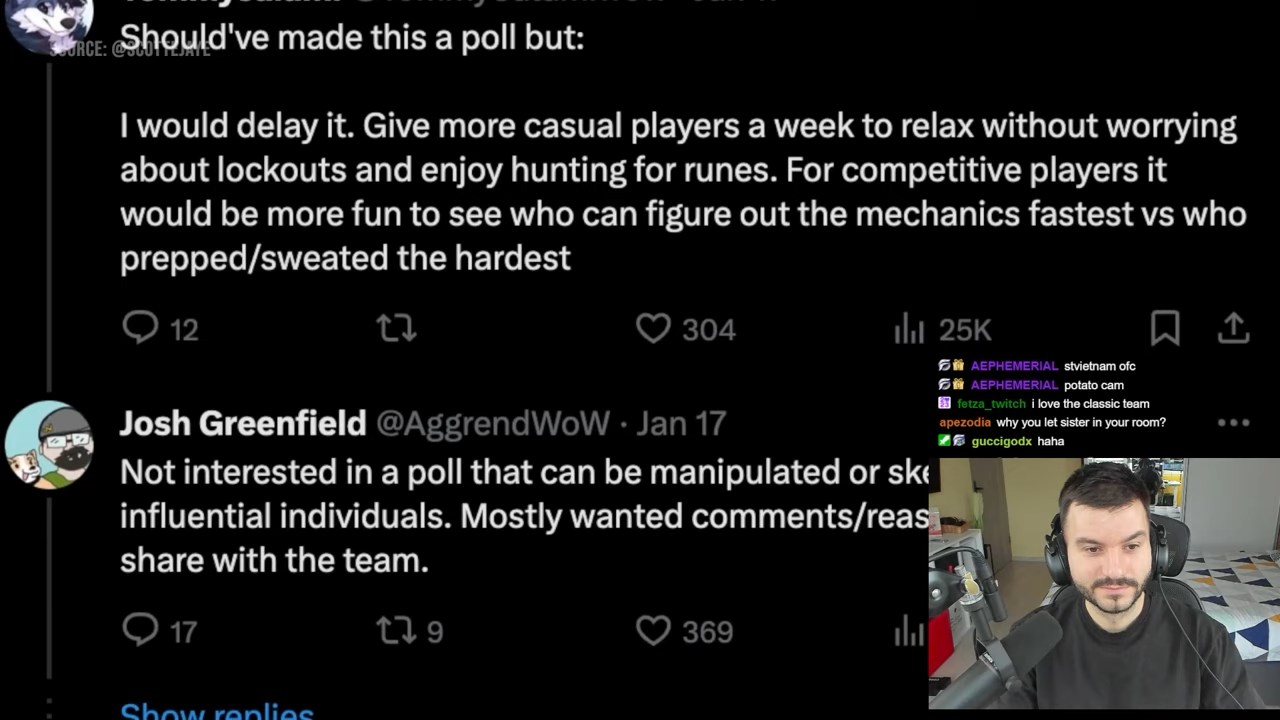 Should've made this a poll but:
SOURCE: @SCOTTEJAYE
I would delay it. Give more casual players a week to relax without worrying
about lockouts and enjoy hunting for runes. For competitive players it
would be more fun to see who can figure out the mechanics fastest vs who
prepped/sweated the hardest
12 304 25K
AEPHEMERIAL stvietnam ofc
AEPHEMERIAL potato cam
fetza_twitch i love the classic team
apezodia why you let sister in your room?
guccigodx haha
Josh Greenfield @AggrendWoW · Jan 17
Not interested in a poll that can be manipulated or
influential individuals. Mostly wanted
share with the team.
17 9 369
Show replies